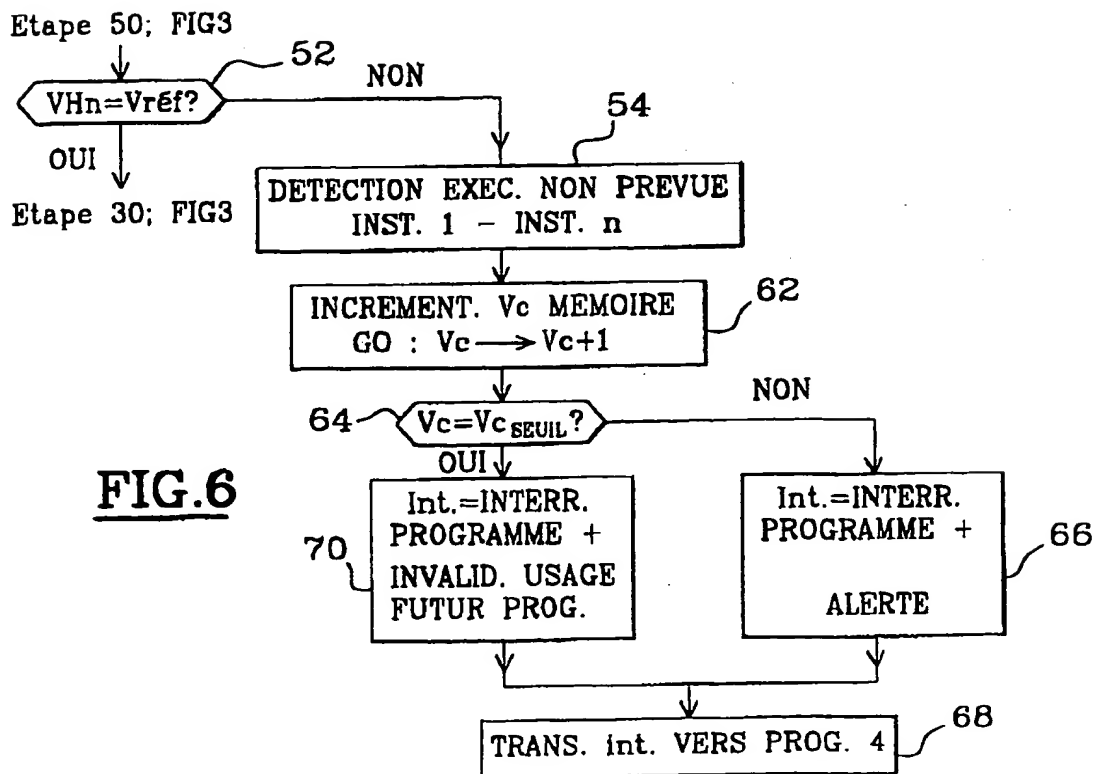 Etape 50; FIG3
52
VHn=Vréf?
NON
OUI
Etape 30; FIG3
54
DETECTION EXEC. NON PREVUE
INST. 1 - INST. n
62
INCREMENT. Vc MEMOIRE
GO : Vc → Vc+1
64
Vc=Vc SEUIL?
NON
OUI
FIG.6
70
Int.=INTERR.
PROGRAMME +
INVALID. USAGE
FUTUR PROG.
Int.=INTERR.
PROGRAMME +
ALERTE
66
68
TRANS. int. VERS PROG. 4